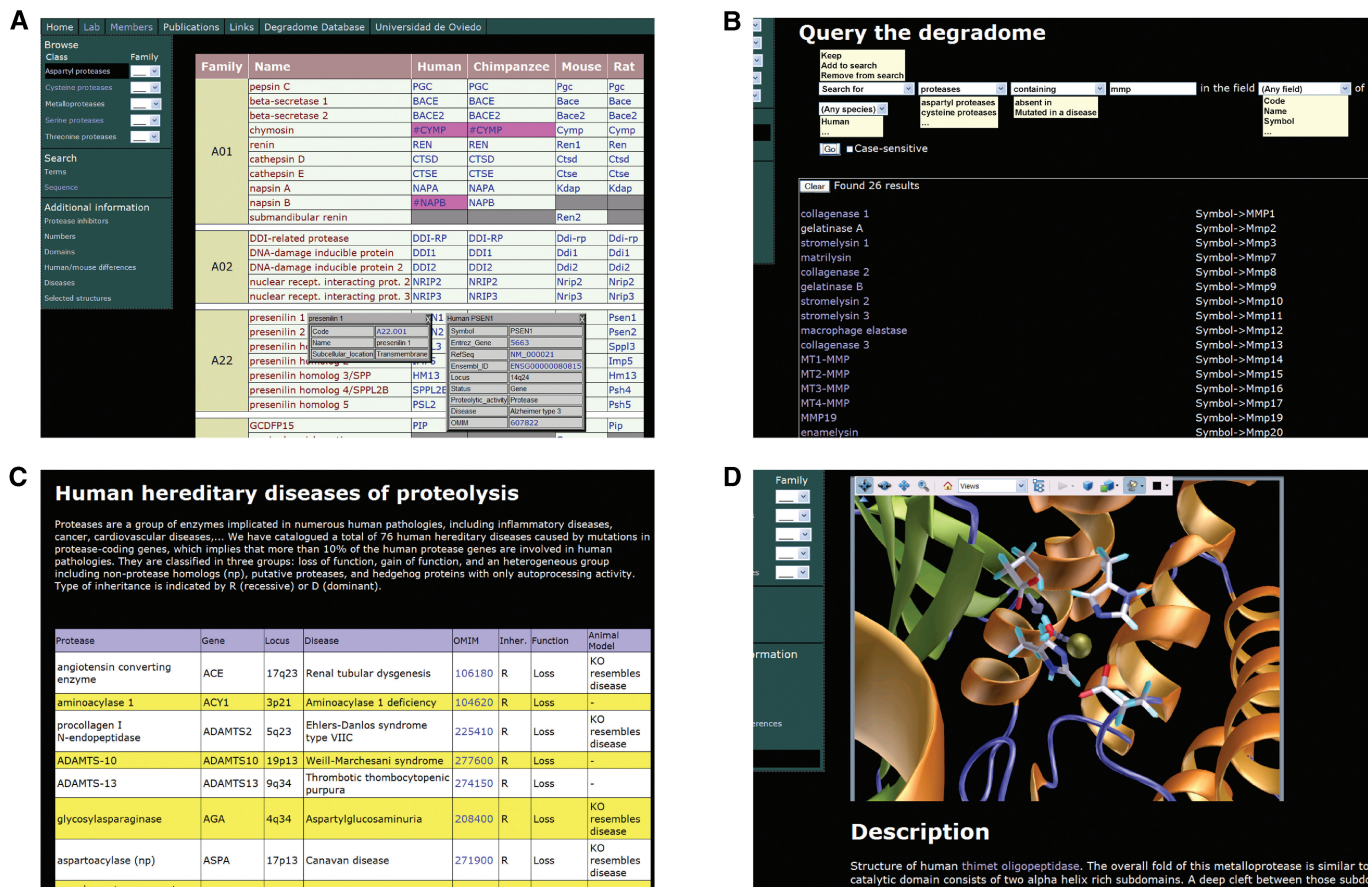 A
Home Lab Members Publications Links Degradome Database Universidad de Oviedo
Browse
Class Family
Aspartyl proteases
Cysteine proteases
Metalloproteases
Serine proteases
Threonine proteases
Search
Terms
Sequence
Additional information
Protease inhibitors
Numbers
Domains
Human/mouse differences
Diseases
Selected structures
Family Name Human Chimpanzee Mouse Rat
A01
pepsin C PGC PGC Pgc Pgc
beta-secretase 1 BACE BACE Bace Bace
beta-secretase 2 BACE2 BACE2 Bace2 Bace2
chymosin #CYMP #CYMP Cymp Cymp
renin REN REN Ren1 Ren
cathepsin D CTSD CTSD Ctsd Ctsd
cathepsin E CTSE CTSE Ctse Ctse
napsin A NAPA NAPA Kdap Kdap
napsin B #NAPB NAPB
submandibular renin Ren2
A02
DDI-related protease DDI-RP DDI-RP Ddi-rp Ddi-rp
DNA-damage inducible protein DDI1 DDI1 Ddi1 Ddi1
DNA-damage inducible protein 2 DDI2 DDI2 Ddi2 Ddi2
nuclear recept. interacting prot. 2 NRIP2 NRIP2 Nrip2 Nrip2
nuclear recept. interacting prot. 3 NRIP3 NRIP3 Nrip3 Nrip3
A22
presenilin 1 Psen1
presenilin 2 Psen2
Sppl3
Imp5
presenilin homolog 3/SPP HM13 Hm13
presenilin homolog 4/SPPL2B SPPL2B Psh4
presenilin homolog 5 PSL2 Psh5
GCDFP15 PIP Pip
presenilin 1 X
Code A22.001
Name presenilin 1
Subcellular_location Transmembrane
Human PSEN1 X
Symbol PSEN1
Entrez_Gene 5663
RefSeq NM_000021
Ensembl_ID ENSG00000080815
Locus 14q24
Status Gene
Proteolytic_activity Protease
Disease Alzheimer type 3
OMIM 607822
B
Query the degradome
Keep
Add to search
Remove from search
Search for proteases containing mmp in the field (Any field) of
(Any species)
Human
...
aspartyl proteases
cysteine proteases
...
absent in
Mutated in a disease
Code
Name
Symbol
...
Go Case-sensitive
Clear Found 26 results
collagenase 1 Symbol->MMP1
gelatinase A Symbol->Mmp2
stromelysin 1 Symbol->Mmp3
matrilysin Symbol->Mmp7
collagenase 2 Symbol->Mmp8
gelatinase B Symbol->Mmp9
stromelysin 2 Symbol->Mmp10
stromelysin 3 Symbol->Mmp11
macrophage elastase Symbol->Mmp12
collagenase 3 Symbol->Mmp13
MT1-MMP Symbol->Mmp14
MT2-MMP Symbol->Mmp15
MT3-MMP Symbol->Mmp16
MT4-MMP Symbol->Mmp17
MMP19 Symbol->Mmp19
enamelysin Symbol->Mmp20
C
Human hereditary diseases of proteolysis
Proteases are a group of enzymes implicated in numerous human pathologies, including inflammatory diseases,
cancer, cardiovascular diseases,... We have catalogued a total of 76 human hereditary diseases caused by mutations in
protease-coding genes, which implies that more than 10% of the human protease genes are involved in human
pathologies. They are classified in three groups: loss of function, gain of function, and an heterogeneous group
including non-protease homologs (np), putative proteases, and hedgehog proteins with only autoprocessing activity.
Type of inheritance is indicated by R (recessive) or D (dominant).
Protease Gene Locus Disease OMIM Inher. Function Animal Model
angiotensin converting enzyme ACE 17q23 Renal tubular dysgenesis 106180 R Loss KO resembles disease
aminoacylase 1 ACY1 3p21 Aminoacylase 1 deficiency 104620 R Loss -
procollagen I N-endopeptidase ADAMTS2 5q23 Ehlers-Danlos syndrome type VIIC 225410 R Loss KO resembles disease
ADAMTS-10 ADAMTS10 19p13 Weill-Marchesani syndrome 277600 R Loss -
ADAMTS-13 ADAMTS13 9q34 Thrombotic thombocytopenic purpura 274150 R Loss -
glycosylasparaginase AGA 4q34 Aspartylglucosaminuria 208400 R Loss KO resembles disease
aspartoacylase (np) ASPA 17p13 Canavan disease 271900 R Loss KO resembles disease
D
Family
Views
Description
Structure of human thimet oligopeptidase. The overall fold of this metalloprotease is similar to
catalytic domain consists of two alpha helix rich subdomains. A deep cleft between those subdo